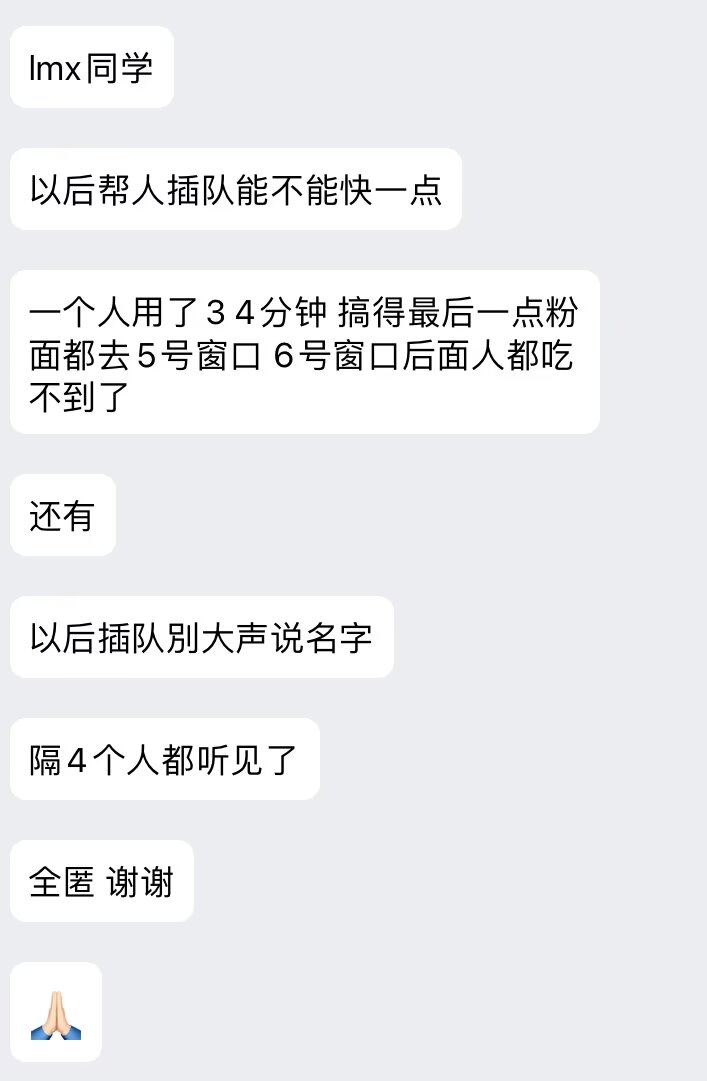 lmx同学
以后帮人插队能不能快一点
一个人用了3 4分钟 搞得最后一点粉
面都去5号窗口 6号窗口后面人都吃
不到了
还有
以后插队别大声说名字
隔4个人都听见了
全匿 谢谢
🙏🏻